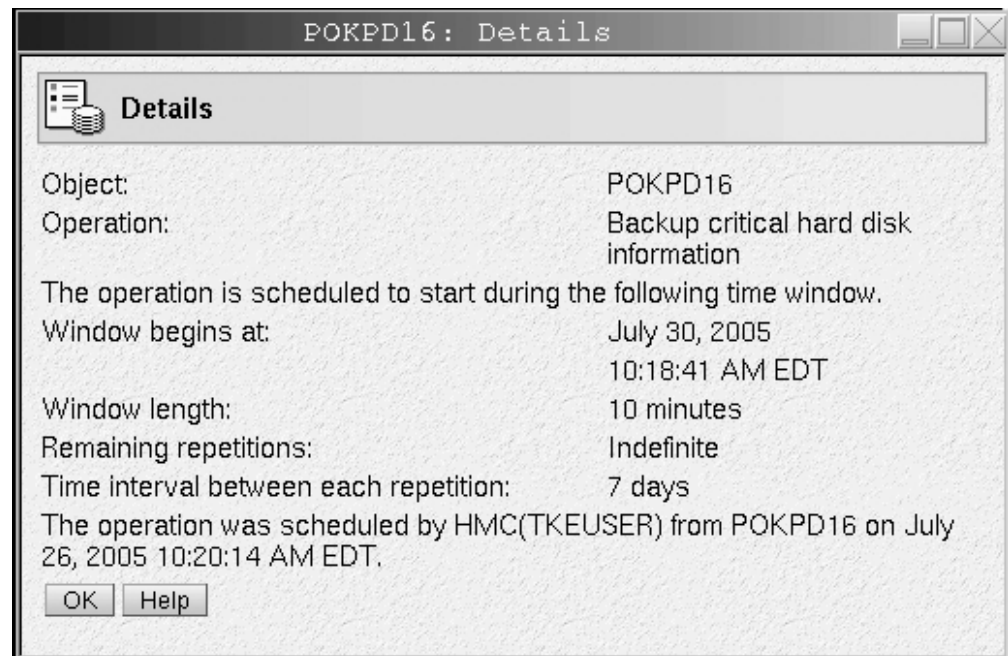 POKPD16: Details
Details
Object: POKPD16
Operation: Backup critical hard disk
information
The operation is scheduled to start during the following time window.
Window begins at: July 30, 2005
10:18:41 AM EDT
Window length: 10 minutes
Remaining repetitions: Indefinite
Time interval between each repetition: 7 days
The operation was scheduled by HMC(TKEUSER) from POKPD16 on July
26, 2005 10:20:14 AM EDT.
OK Help